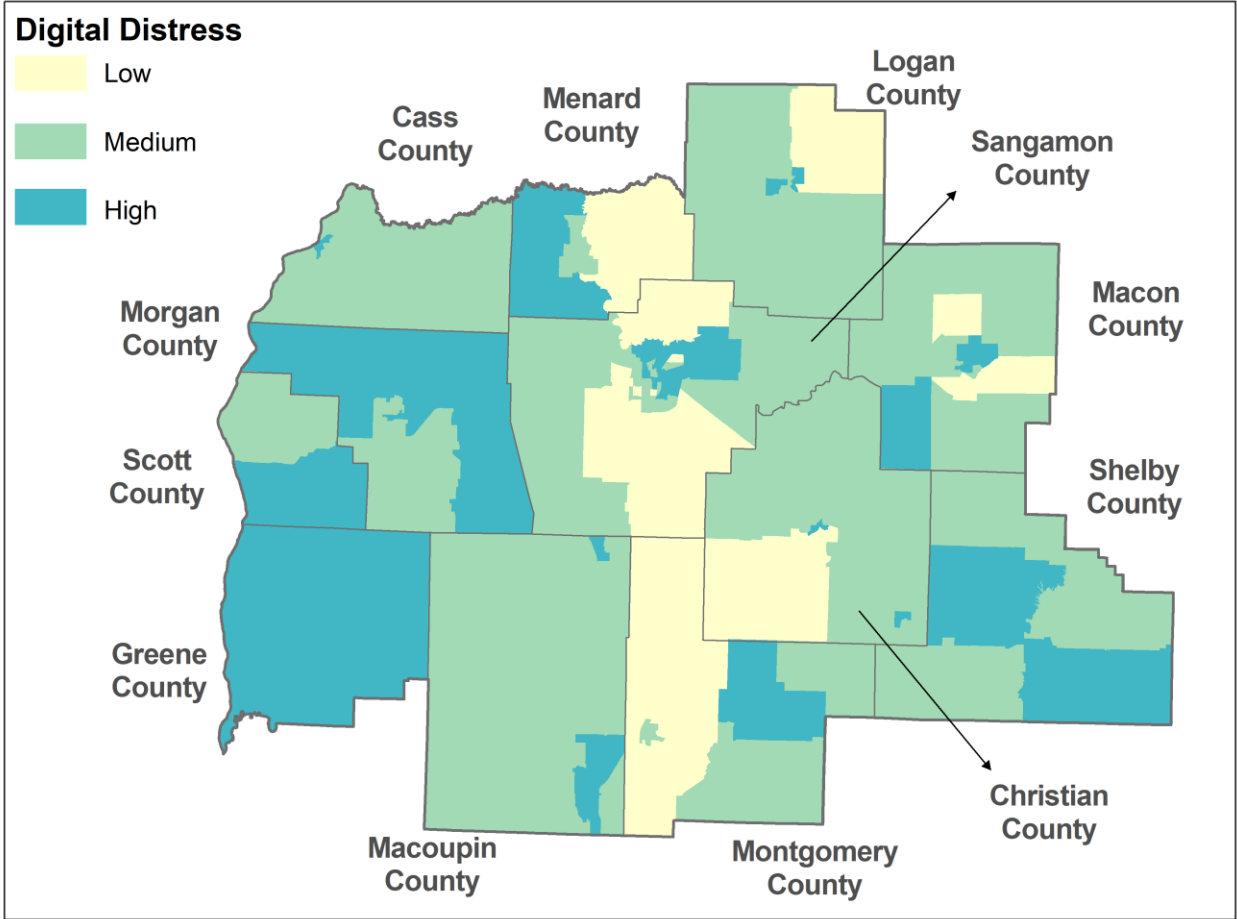 Digital Distress
Low
Medium
High
Logan
County
Menard
County
Cass
County
Sangamon
County
Morgan
County
Macon
County
Scott
County
Shelby
County
Greene
County
Christian
County
Macoupin
County
Montgomery
County